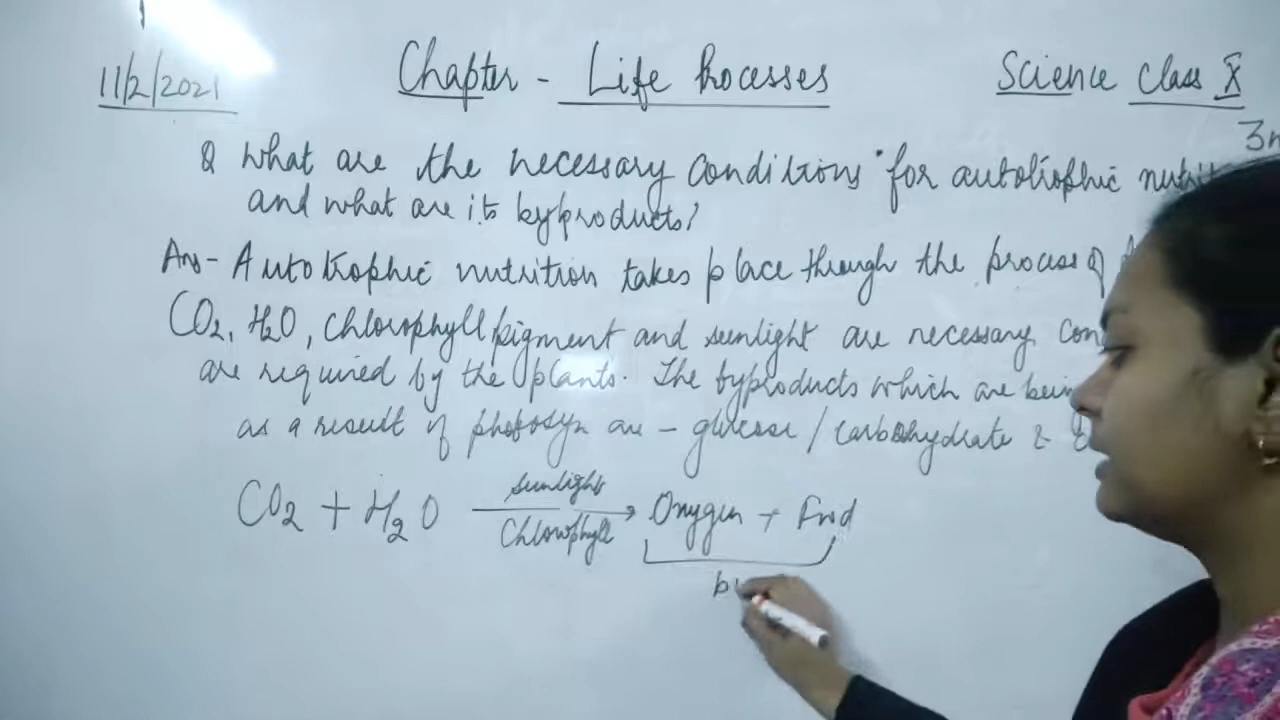 11/2/2021 Chapter - Life Processes Science Class X
3
Q What are the necessary conditions for autotrophic
and what are its byproducts?
Ans- Autotrophic nutrition takes place through the process of
CO2, H2O, Chlorophyll pigment and sunlight are necessary
are required by the plants. The byproducts which are
as a result of photosyn are - glucose / carbohydrate &
sunlight
CO2 + H2O → Oxygen + Food
Chlorophyll